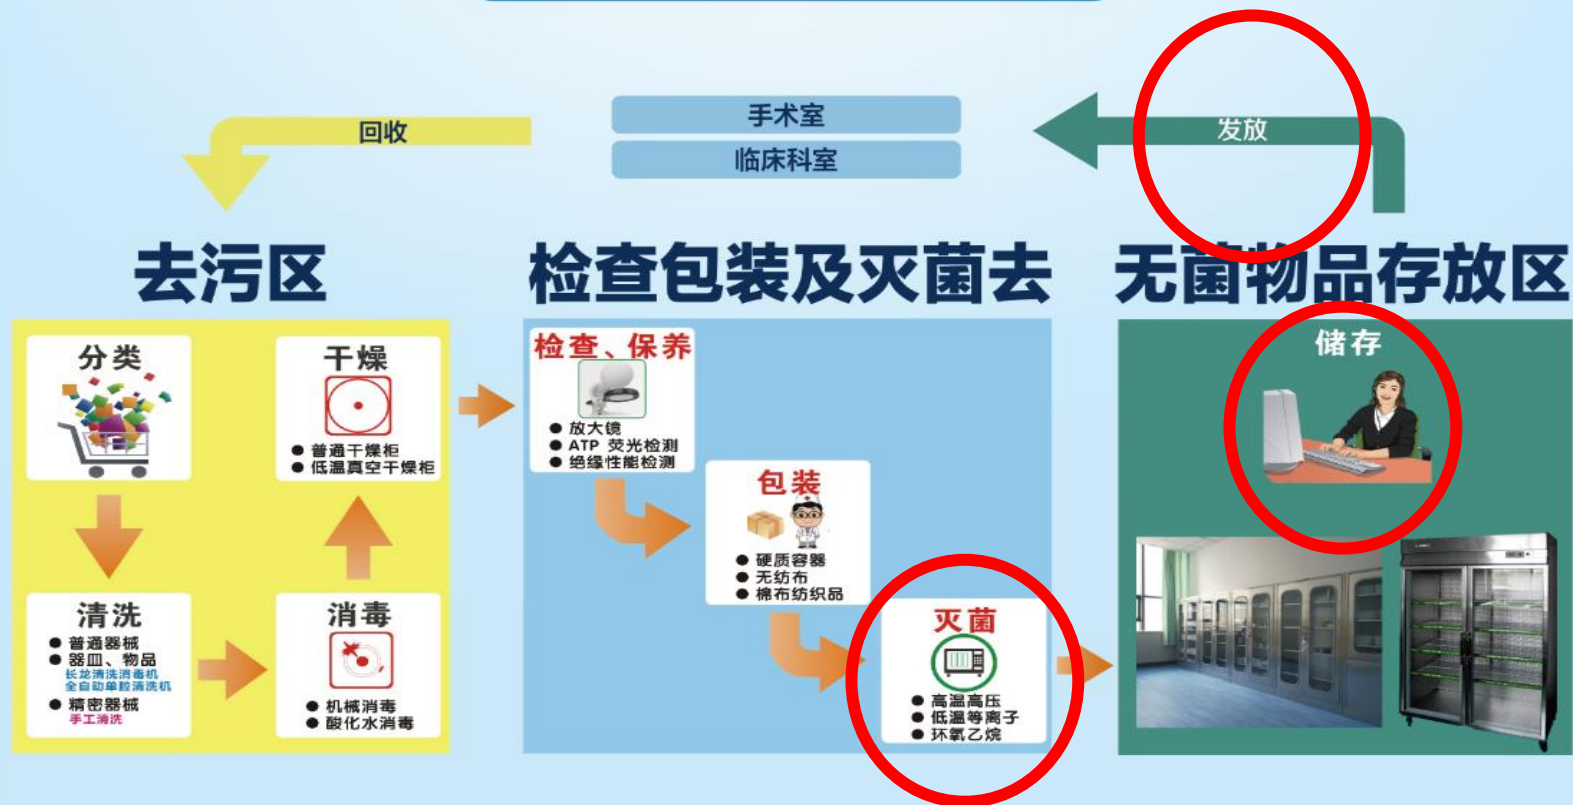 手术室
临床科室
回收
发放
去污区
检查包装及灭菌去
无菌物品存放区
分类
干燥
● 普通干燥柜
● 低温真空干燥柜
清洗
● 普通器械
● 器皿、物品
长龙清洗消毒机
全自动单腔清洗机
● 精密器械
手工清洗
消毒
● 机械消毒
● 酸化水消毒
检查、保养
● 放大镜
● ATP 荧光检测
● 绝缘性能检测
包装
● 硬质容器
● 无纺布
● 棉布纺织品
灭菌
● 高温高压
● 低温等离子
● 环氧乙烷
储存